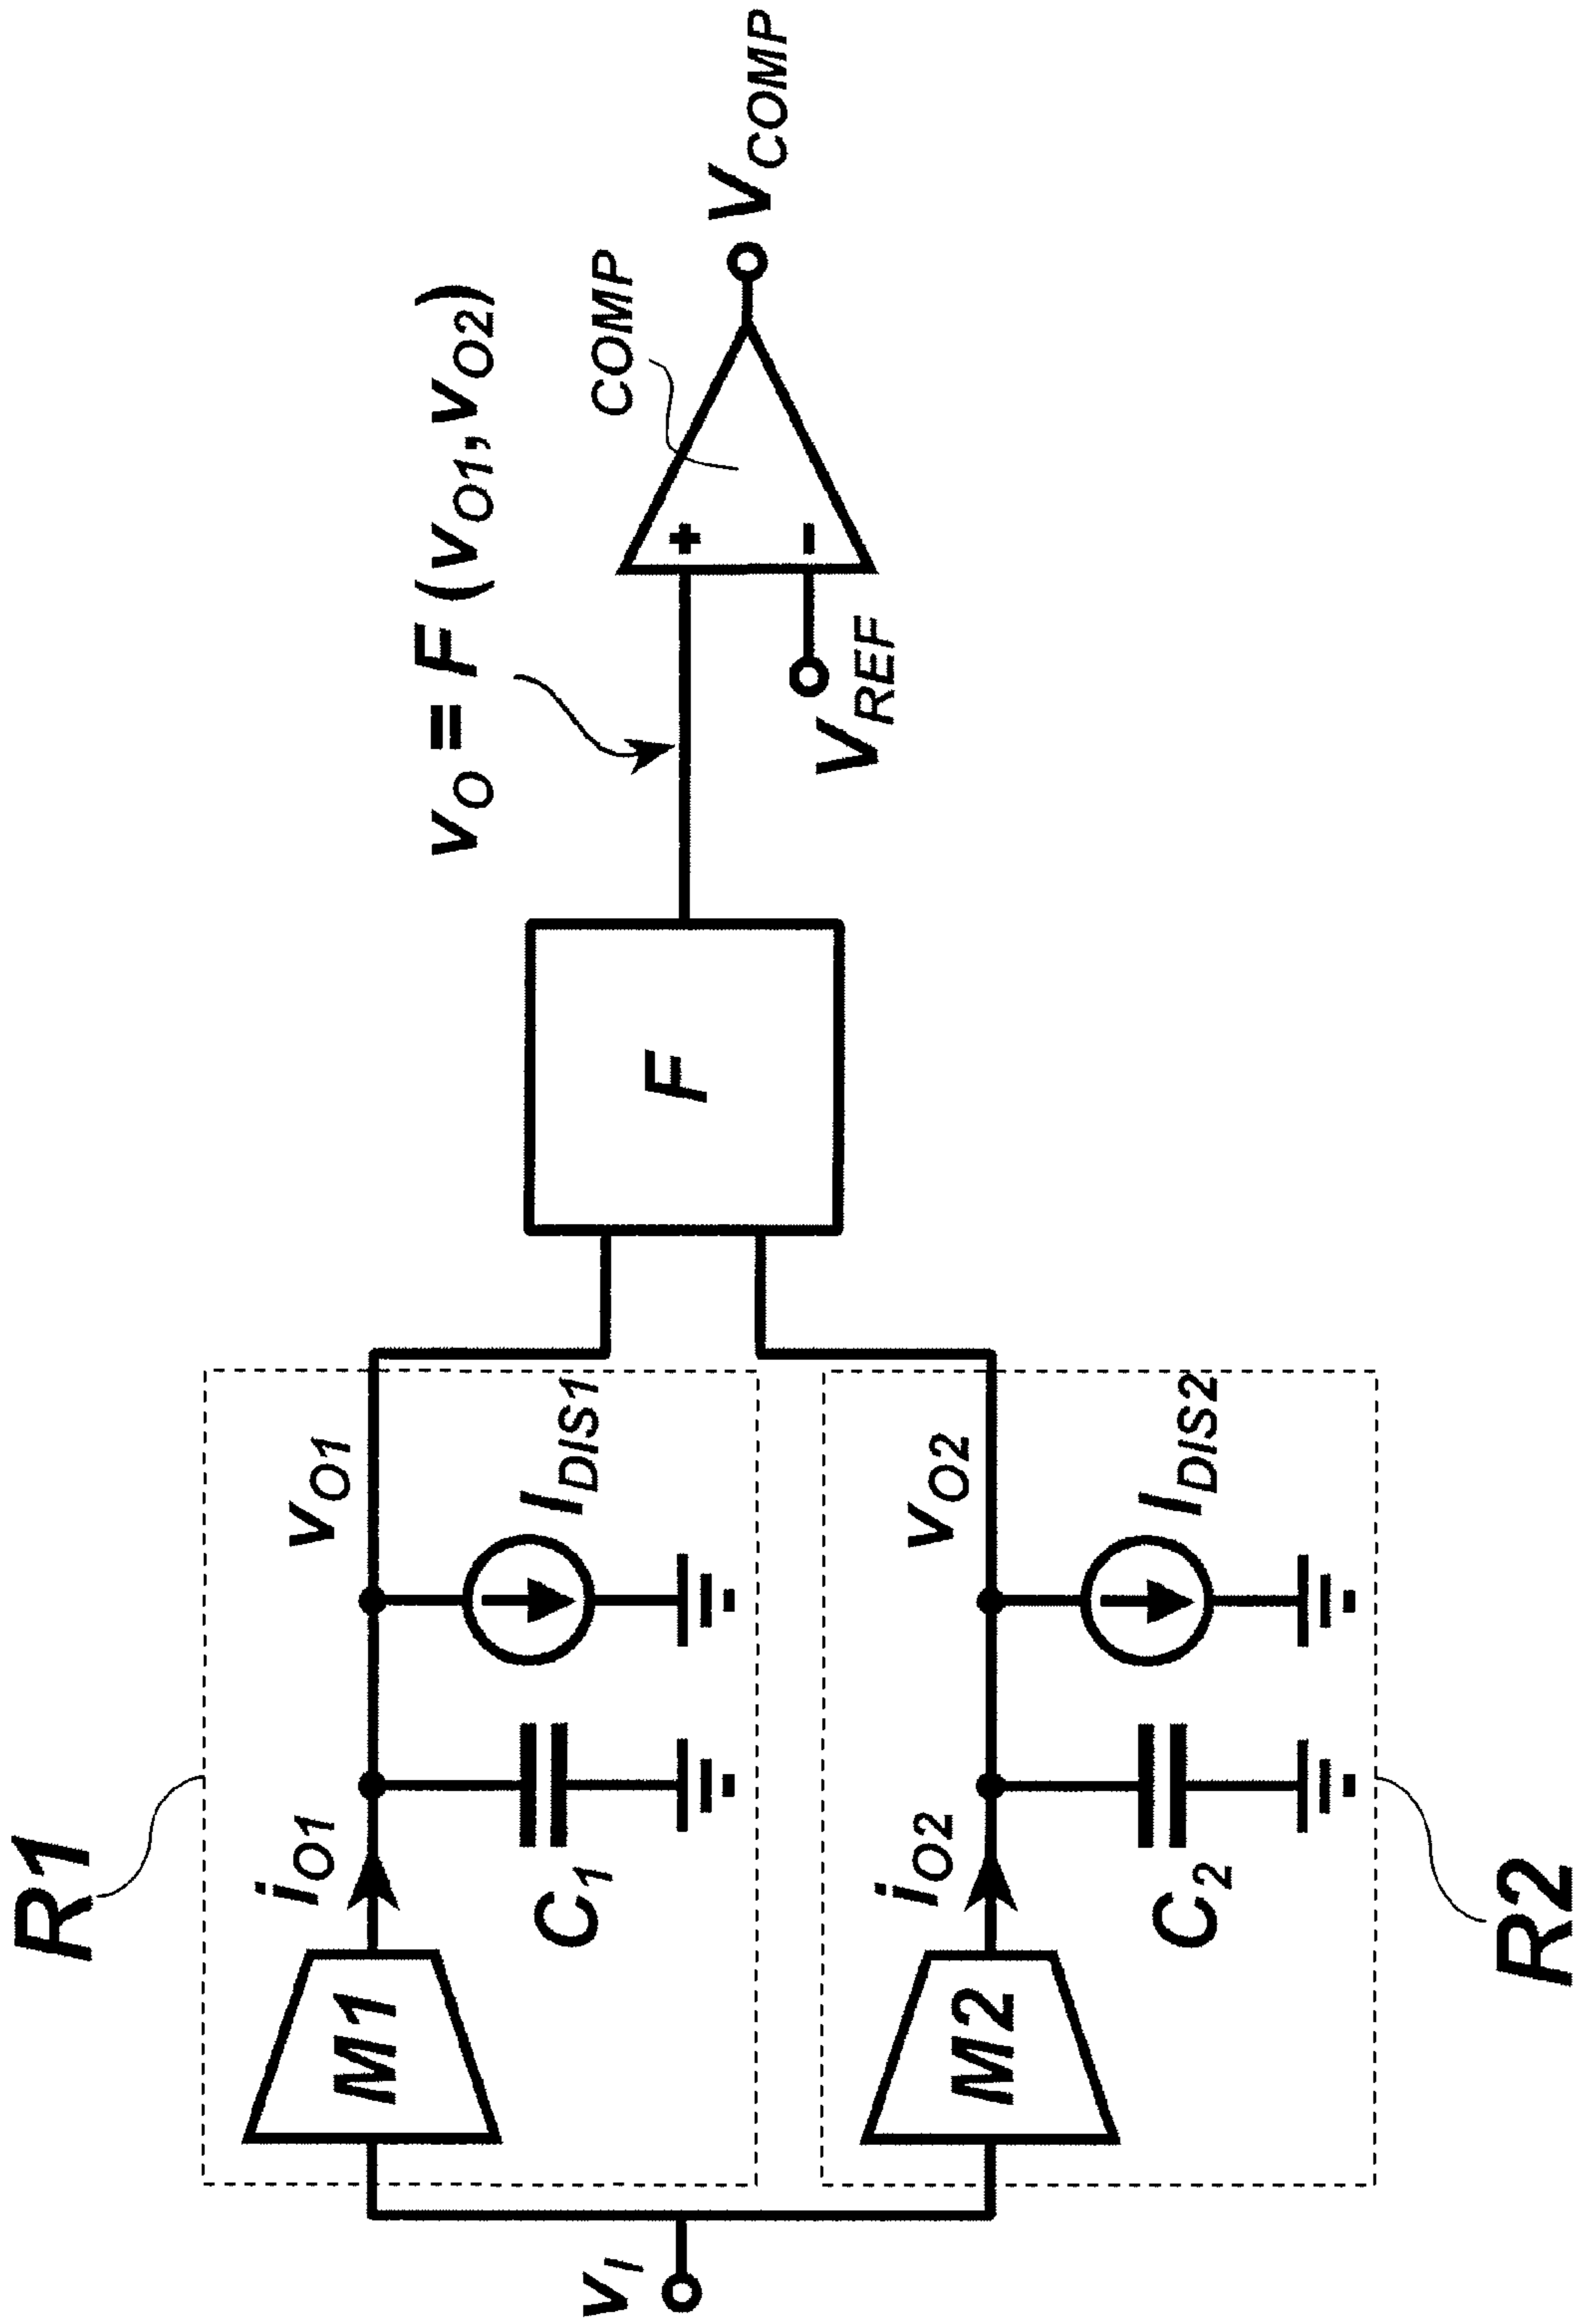 R1
M1
iO1
vO1
C1
IDIS1
vI
F
vO = F (vO1,vO2)
COMP
+
−
VREF
VCOMP
M2
iO2
vO2
C2
IDIS2
R2